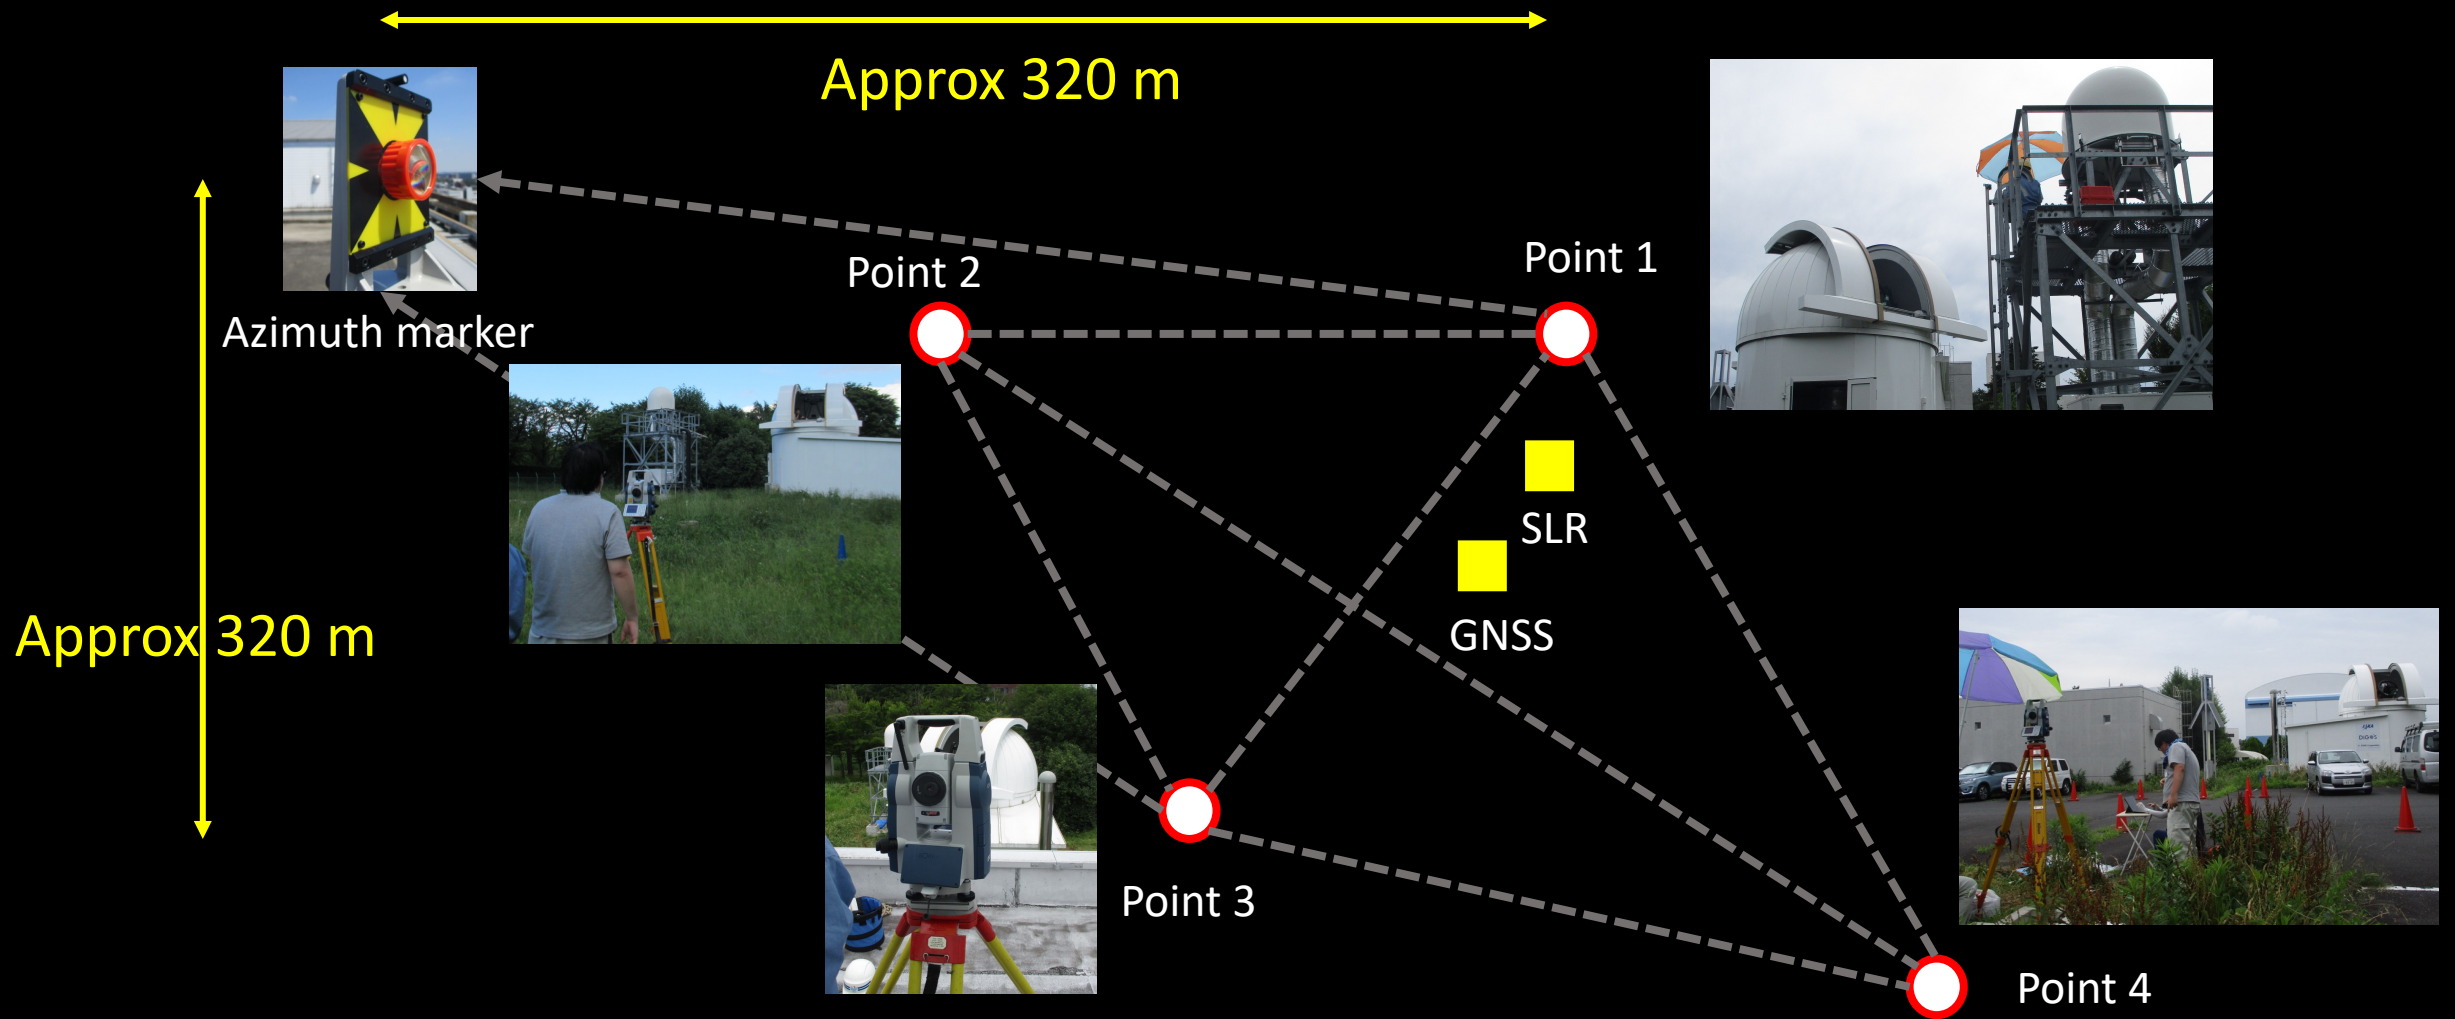 Approx 320 m
Point 1
Point 2
Azimuth marker
SLR
GNSS
Approx 320 m
Point 3
Point 4